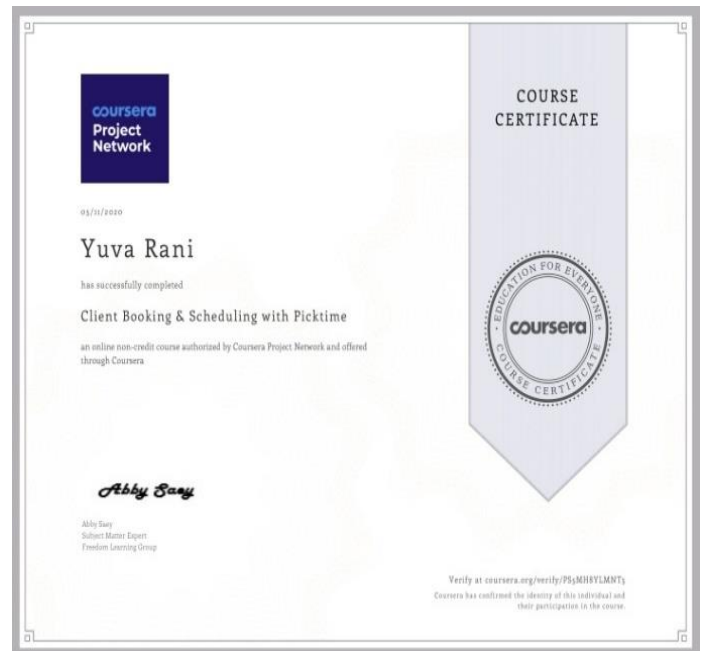 coursera
Project
Network
05/11/2020
Yuva Rani
has successfully completed
Client Booking & Scheduling with Picktime
an online non-credit course authorized by Coursera Project Network and offered
through Coursera
Abby Saey
Abby Saey
Subject Matter Expert
Freedom Learning Group
COURSE
CERTIFICATE
EDUCATION FOR EVERYONE
coursera
COURSE CERTIFICATE
Verify at coursera.org/verify/PS5MH8YLMNT5
Coursera has confirmed the identity of this individual and
their participation in the course.